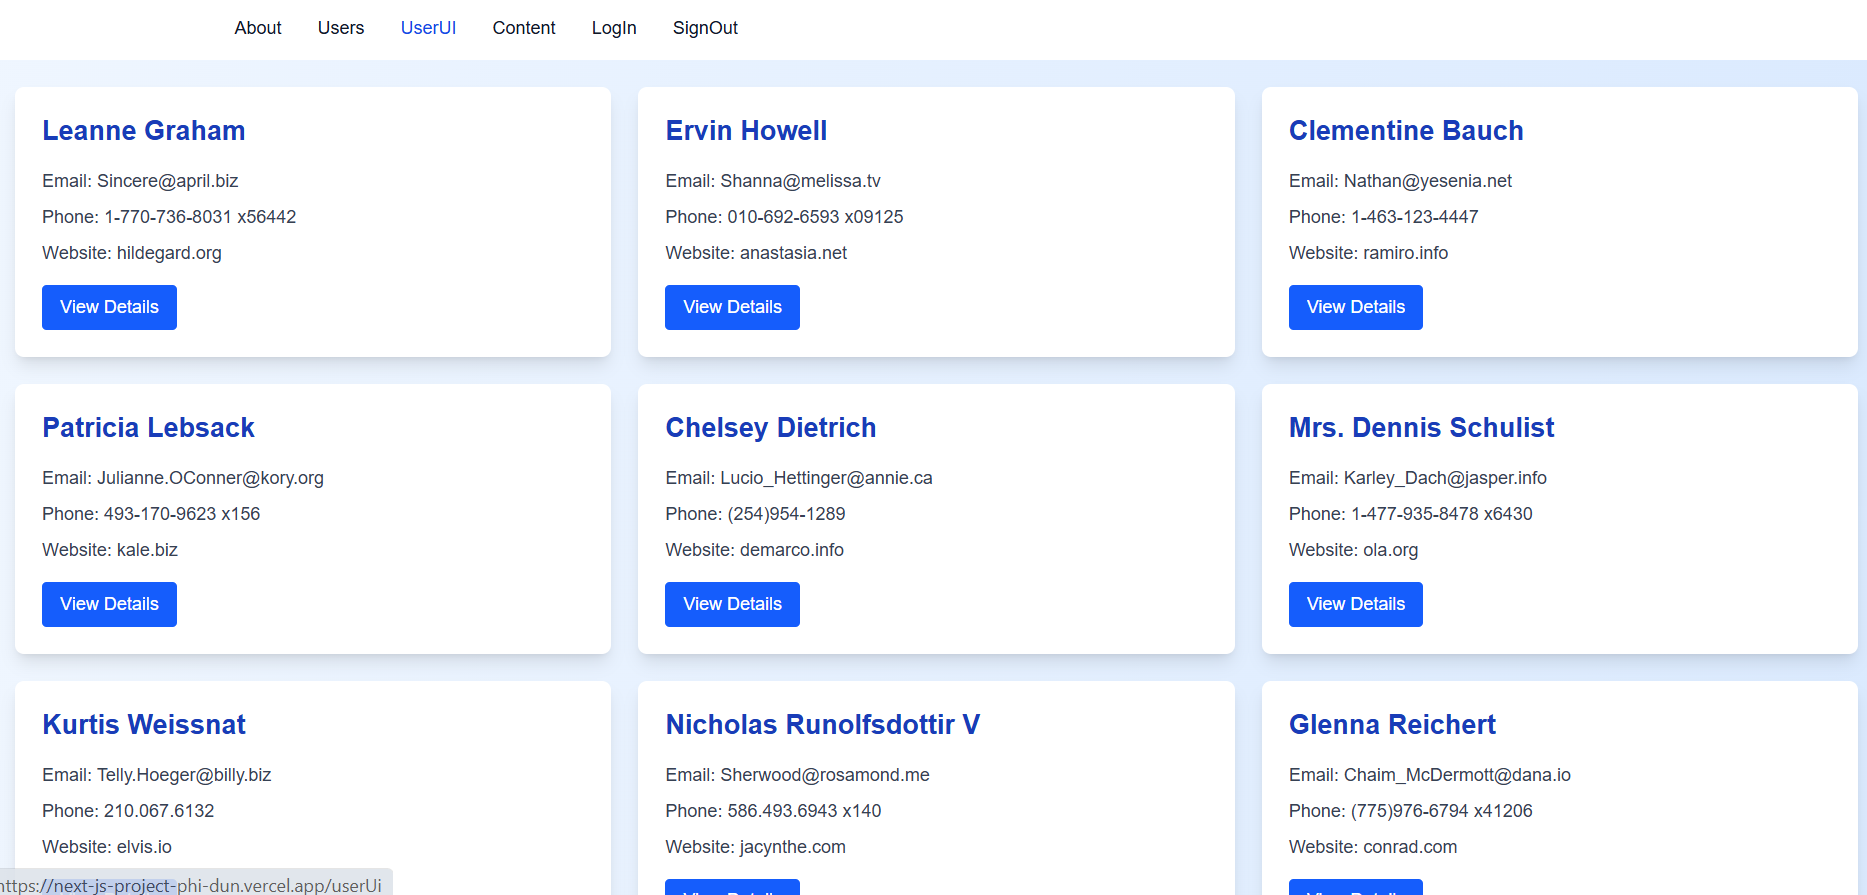 About Users UserUI Content LogIn SignOut
Leanne Graham
Email: Sincere@april.biz
Phone: 1-770-736-8031 x56442
Website: hildegard.org
View Details
Ervin Howell
Email: Shanna@melissa.tv
Phone: 010-692-6593 x09125
Website: anastasia.net
View Details
Clementine Bauch
Email: Nathan@yesenia.net
Phone: 1-463-123-4447
Website: ramiro.info
View Details
Patricia Lebsack
Email: Julianne.OConner@kory.org
Phone: 493-170-9623 x156
Website: kale.biz
View Details
Chelsey Dietrich
Email: Lucio_Hettinger@annie.ca
Phone: (254)954-1289
Website: demarco.info
View Details
Mrs. Dennis Schulist
Email: Karley_Dach@jasper.info
Phone: 1-477-935-8478 x6430
Website: ola.org
View Details
Kurtis Weissnat
Email: Telly.Hoeger@billy.biz
Phone: 210.067.6132
Website: elvis.io
Nicholas Runolfsdottir V
Email: Sherwood@rosamond.me
Phone: 586.493.6943 x140
Website: jacynthe.com
View Details
Glenna Reichert
Email: Chaim_McDermott@dana.io
Phone: (775)976-6794 x41206
Website: conrad.com
View Details
https://next-js-project-phi-dun.vercel.app/userUi